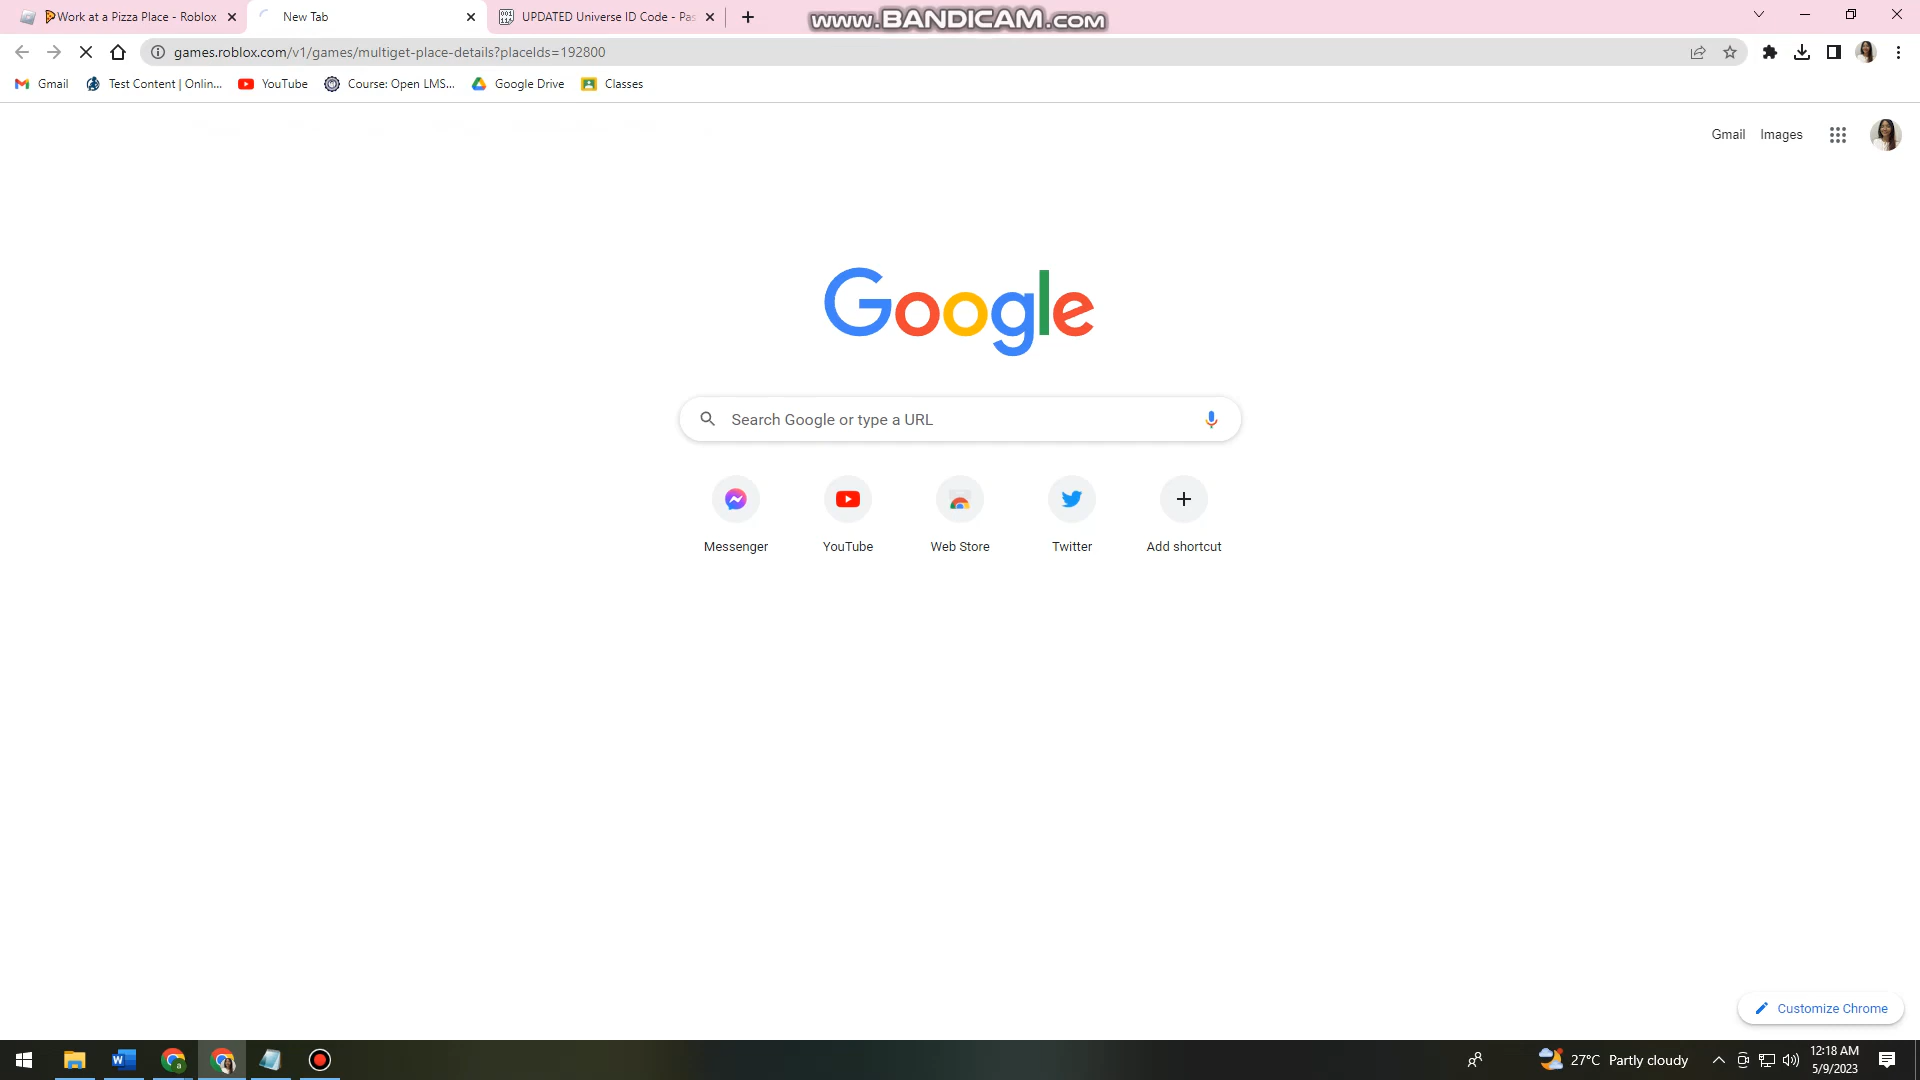 Work at a Pizza Place - Roblox
New Tab
UPDATED Universe ID Code - Pas
www.BANDICAM.com
games.roblox.com/v1/games/multiget-place-details?placeIds=192800
Gmail
Test Content | Onlin...
YouTube
Course: Open LMS...
Google Drive
Classes
Gmail
Images
Google
Search Google or type a URL
Messenger
YouTube
Web Store
Twitter
Add shortcut
Customize Chrome
27°C Partly cloudy
12:18 AM
5/9/2023